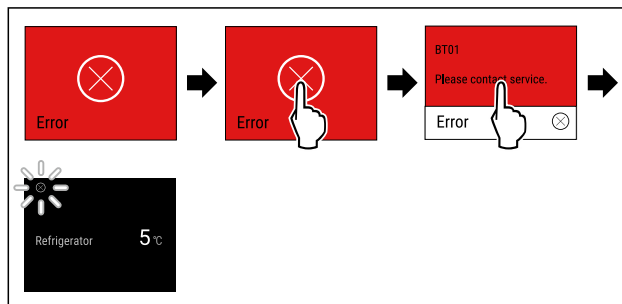 Error
Error
BT01
Please contact service.
Error
Refrigerator 5 °C